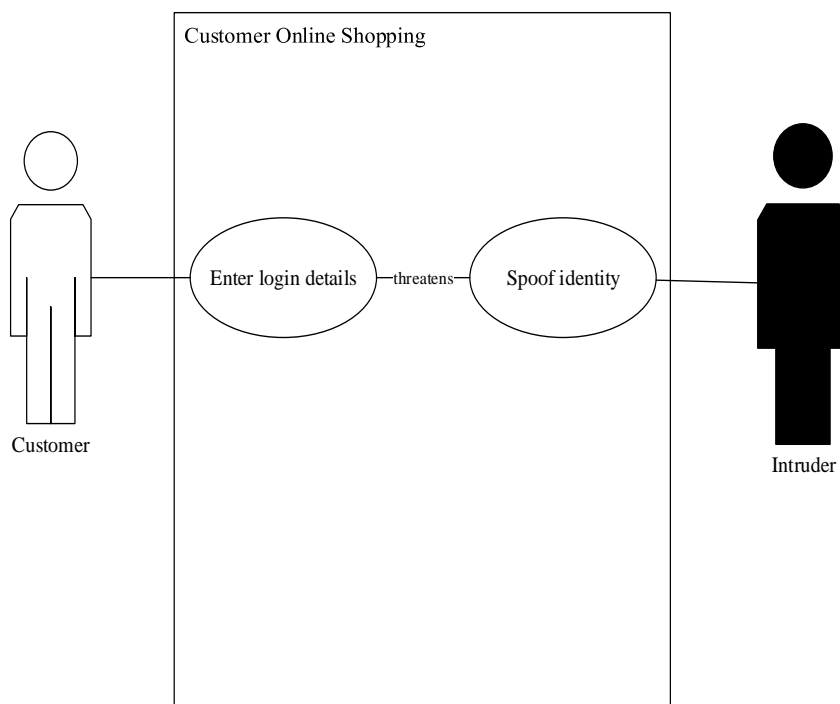 Customer Online Shopping
Enter login details
threatens
Spoof identity
Customer
Intruder